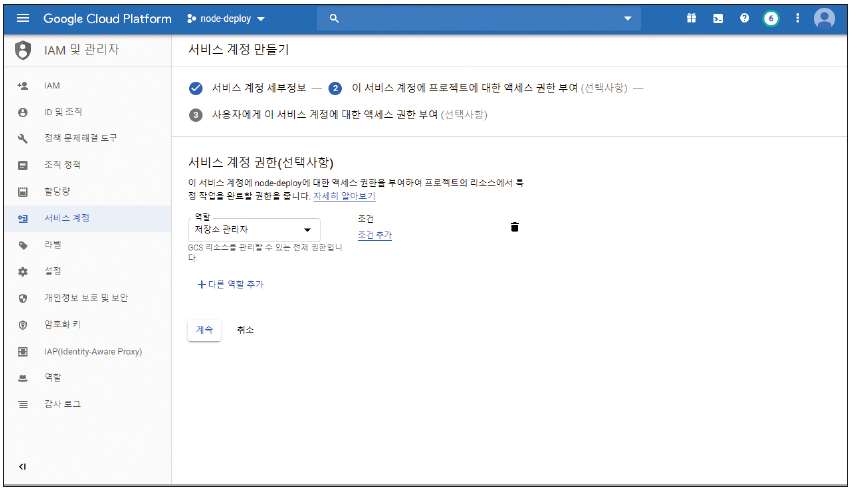 Google Cloud Platform
node-deploy
6
IAM 및 관리자
서비스 계정 만들기
IAM
ID 및 조직
정책 문제해결 도구
조직 정책
할당량
서비스 계정
라벨
설정
개인정보 보호 및 보안
암호화 키
IAP(Identity-Aware Proxy)
역할
감사 로그
서비스 계정 세부정보 — 2 이 서비스 계정에 프로젝트에 대한 액세스 권한 부여 (선택사항) —
3 사용자에게 이 서비스 계정에 대한 액세스 권한 부여 (선택사항)
서비스 계정 권한(선택사항)
이 서비스 계정에 node-deploy에 대한 액세스 권한을 부여하여 프로젝트의 리소스에서 특
정 작업을 완료할 권한을 줍니다. 자세히 알아보기
역할
저장소 관리자
GCS 리소스를 관리할 수 있는 전체 권한입니
다.
조건
조건 추가
+ 다른 역할 추가
계속
취소